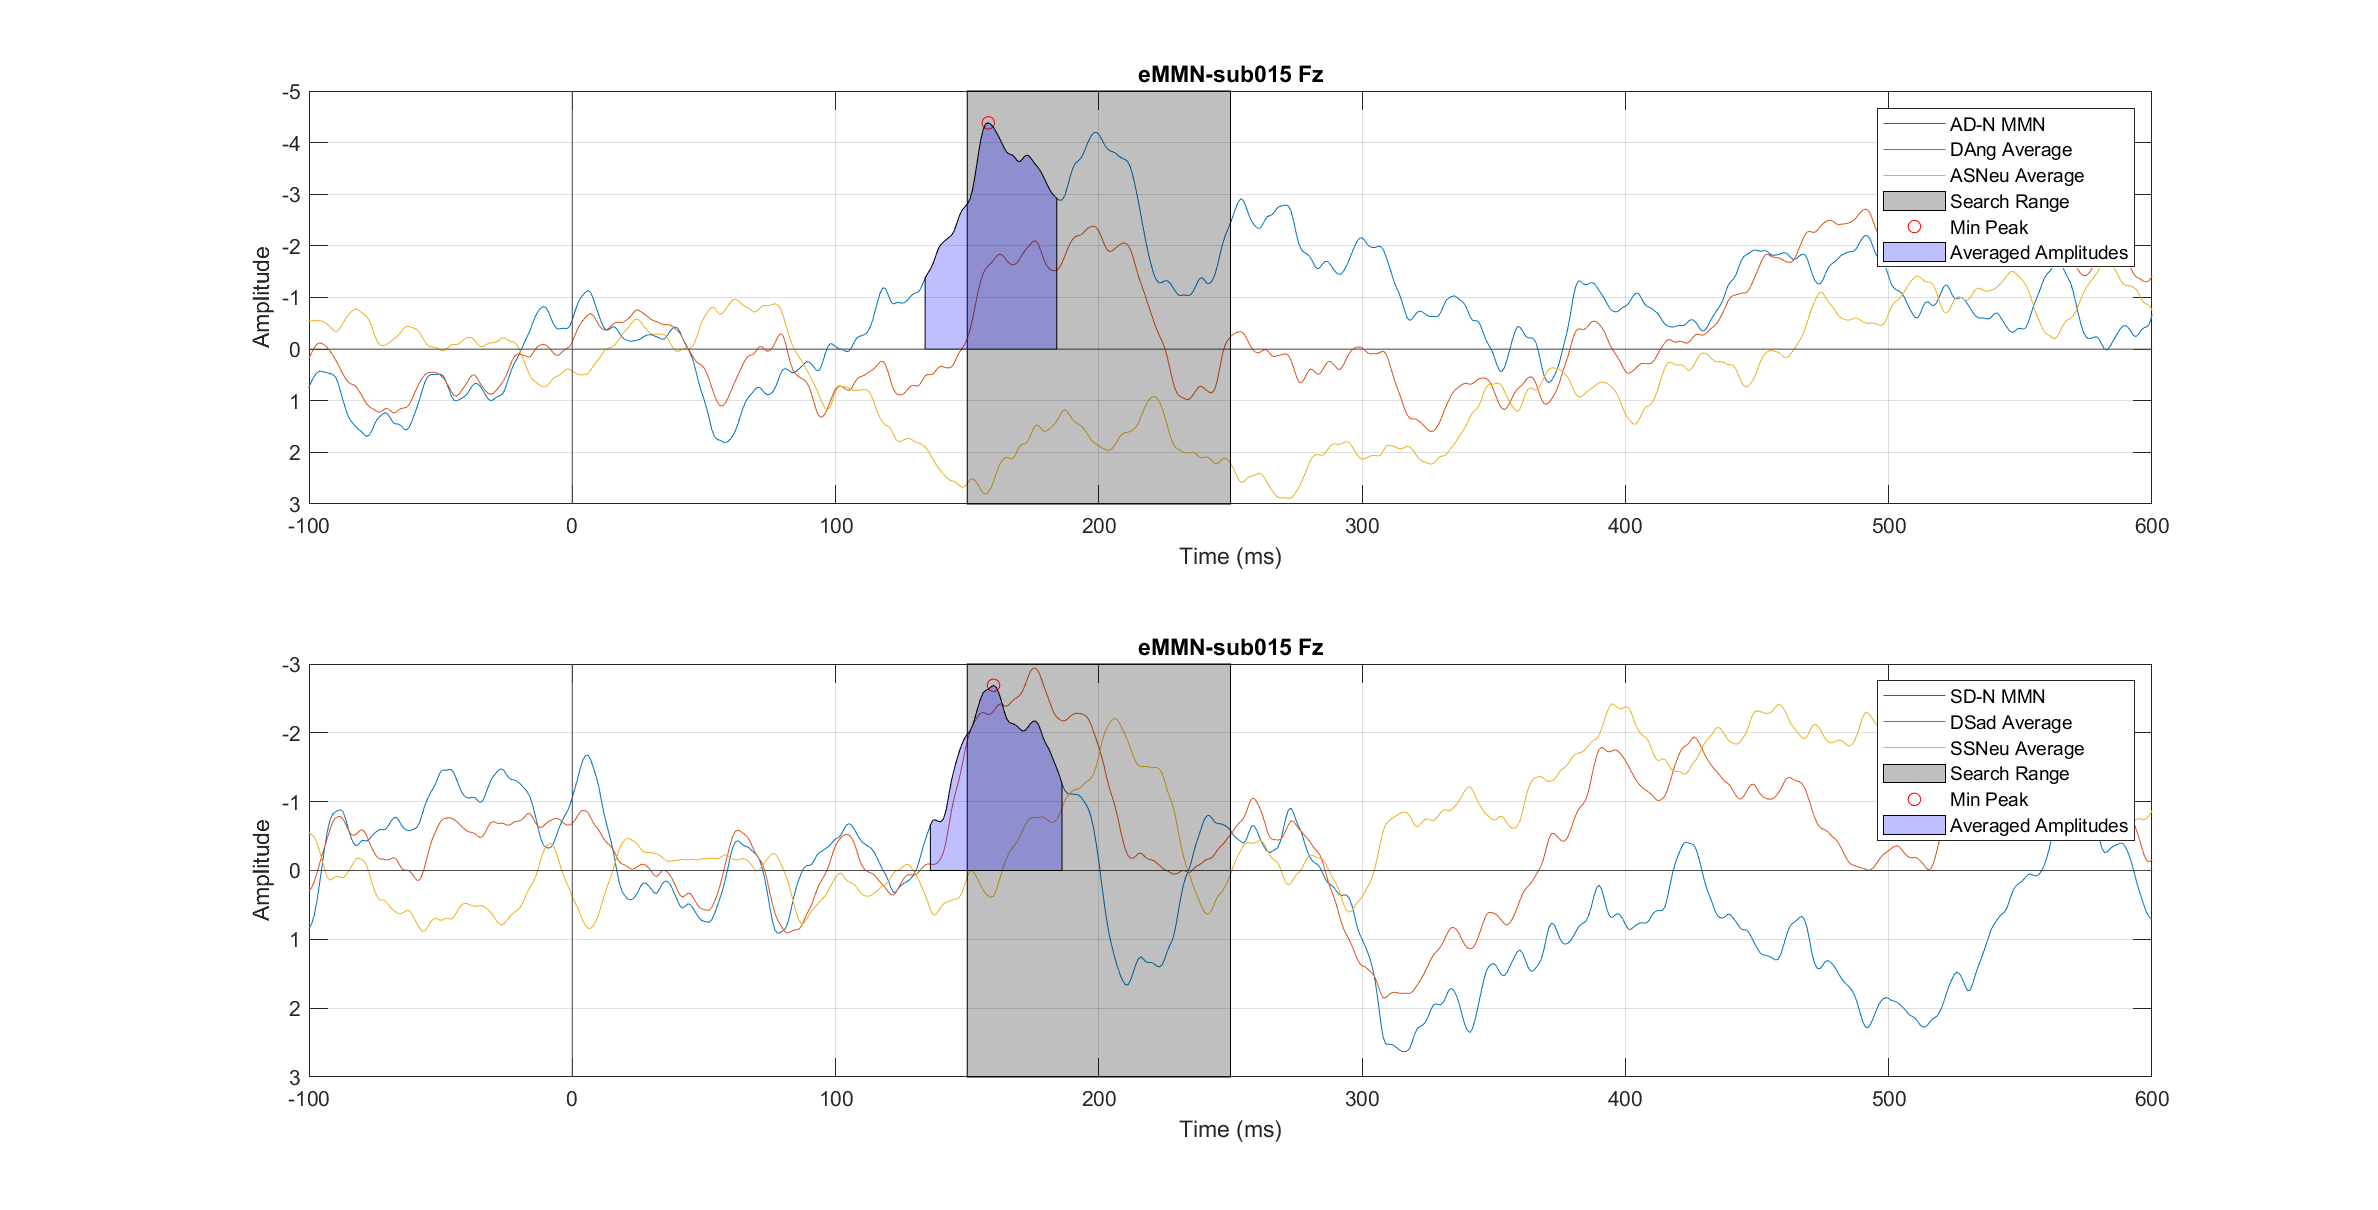 eMMN-sub015 Fz
-5
-4
-3
-2
-1
0
1
2
3
Amplitude
-100 0 100 200 300 400 500 600
Time (ms)
AD-N MMN
DAng Average
ASNeu Average
Search Range
Min Peak
Averaged Amplitudes
eMMN-sub015 Fz
-3
-2
-1
0
1
2
3
Amplitude
-100 0 100 200 300 400 500 600
Time (ms)
SD-N MMN
DSad Average
SSNeu Average
Search Range
Min Peak
Averaged Amplitudes